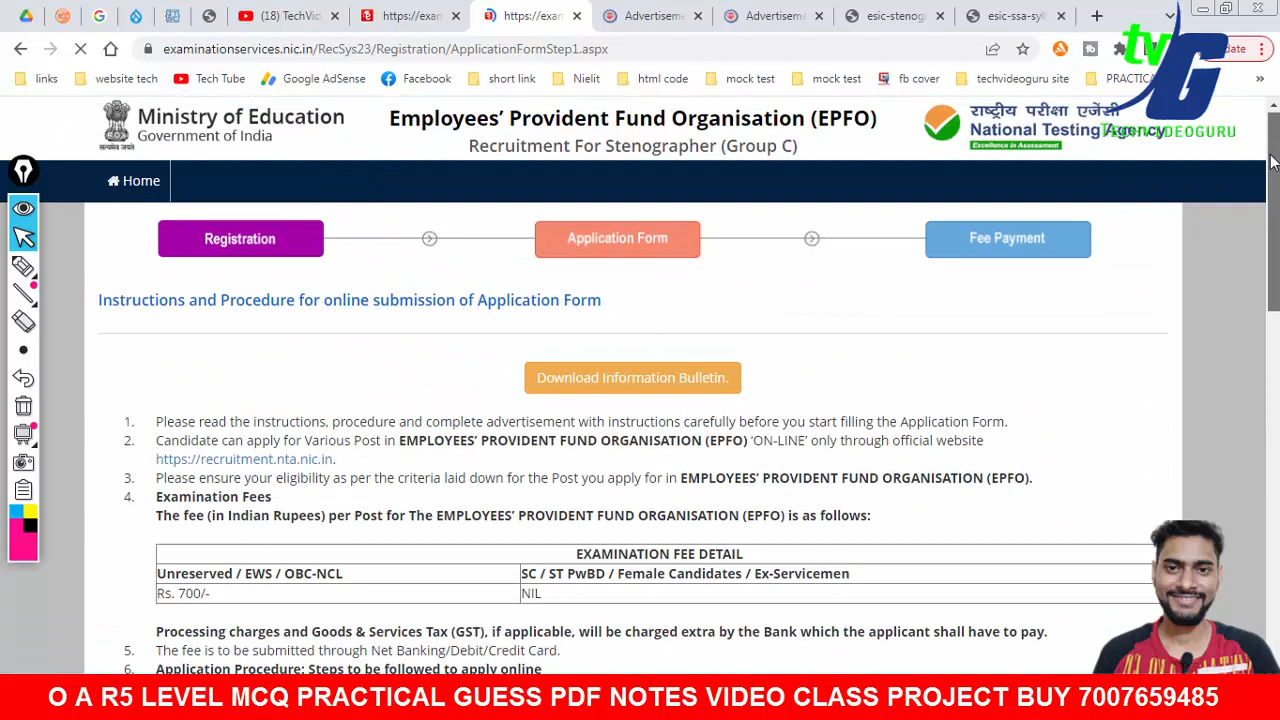 (18) TechVid
https://exam
https://exan
Advertiseme
Advertiseme
esic-stenog
esic-ssa-syl
examinationservices.nic.in/RecSys23/Registration/ApplicationFormStep1.aspx
date
links
website tech
Tech Tube
Google AdSense
Facebook
short link
Nielit
html code
mock test
mock test
fb cover
techvideoguru site
PRACTICAL
tv G
TECHVIDEOGURU
Ministry of Education
Government of India
सत्यमेव जयते
Employees' Provident Fund Organisation (EPFO)
Recruitment For Stenographer (Group C)
राष्ट्रीय परीक्षा एजेंसी
National Testing Agency
Excellence in Assessment
Home
Registration
Application Form
Fee Payment
Instructions and Procedure for online submission of Application Form
Download Information Bulletin.
1. Please read the instructions, procedure and complete advertisement with instructions carefully before you start filling the Application Form.
2. Candidate can apply for Various Post in EMPLOYEES' PROVIDENT FUND ORGANISATION (EPFO) 'ON-LINE' only through official website
https://recruitment.nta.nic.in.
3. Please ensure your eligibility as per the criteria laid down for the Post you apply for in EMPLOYEES' PROVIDENT FUND ORGANISATION (EPFO).
4. Examination Fees
The fee (in Indian Rupees) per Post for The EMPLOYEES' PROVIDENT FUND ORGANISATION (EPFO) is as follows:
EXAMINATION FEE DETAIL
Unreserved / EWS / OBC-NCL
SC / ST PwBD / Female Candidates / Ex-Servicemen
Rs. 700/-
NIL
Processing charges and Goods & Services Tax (GST), if applicable, will be charged extra by the Bank which the applicant shall have to pay.
5. The fee is to be submitted through Net Banking/Debit/Credit Card.
6. Application Procedure: Steps to be followed to apply online
O A R5 LEVEL MCQ PRACTICAL GUESS PDF NOTES VIDEO CLASS PROJECT BUY 7007659485